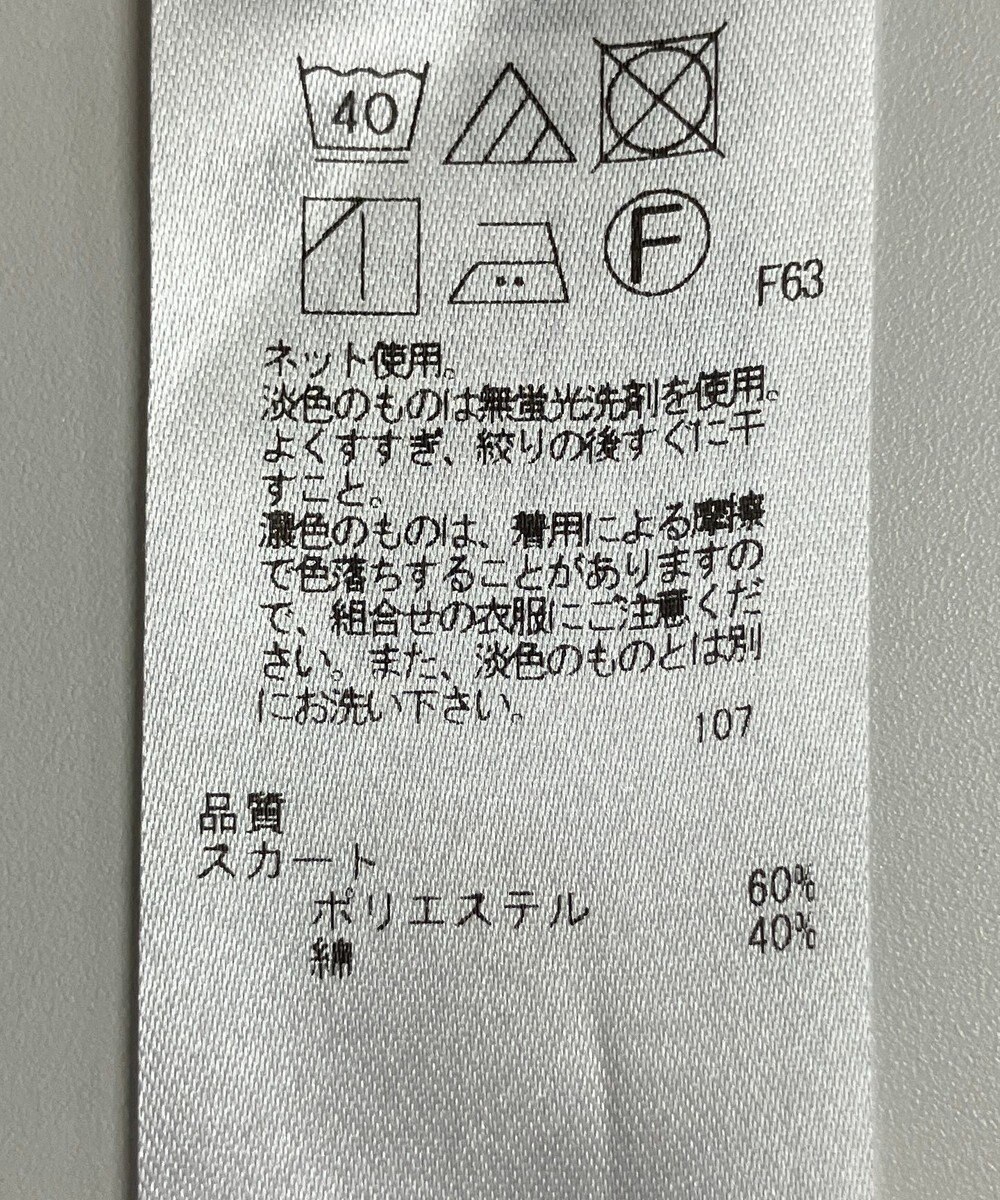 40
F
F63
ネット使用。
淡色のものは無蛍光洗剤を使用。
よくすすぎ、絞りの後すぐに干
すこと。
濃色のものは、着用による摩擦
で色落ちすることがありますの
で、組合せの衣服にご注意くだ
さい。また、淡色のものとは別
にお洗い下さい。
107
品質
スカート
ポリエステル 60%
綿 40%